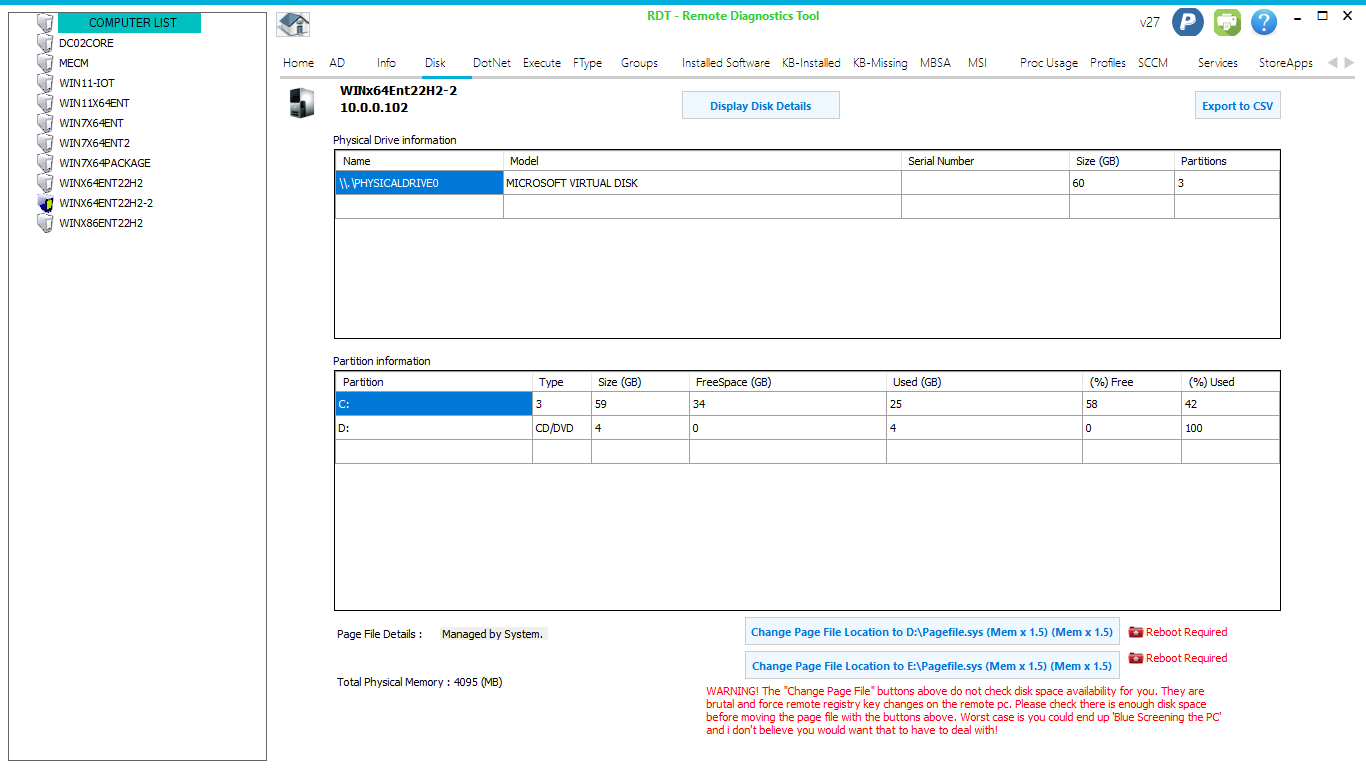 COMPUTER LIST
DC02CORE
MECM
WIN11-IOT
WIN11X64ENT
WIN7X64ENT
WIN7X64ENT2
WIN7X64PACKAGE
WINX64ENT22H2
WINX64ENT22H2-2
WINX86ENT22H2
RDT - Remote Diagnostics Tool
v27
Home AD Info Disk DotNet Execute FType Groups Installed Software KB-Installed KB-Missing MBSA MSI Proc Usage Profiles SCCM Services StoreApps
WINx64Ent22H2-2
10.0.0.102
Display Disk Details
Export to CSV
Physical Drive information
Name Model Serial Number Size (GB) Partitions
\\.\PHYSICALDRIVE0 MICROSOFT VIRTUAL DISK 60 3
Partition information
Partition Type Size (GB) FreeSpace (GB) Used (GB) (%) Free (%) Used
C: 3 59 34 25 58 42
D: CD/DVD 4 0 4 0 100
Page File Details : Managed by System.
Change Page File Location to D:\Pagefile.sys (Mem x 1.5) (Mem x 1.5) Reboot Required
Change Page File Location to E:\Pagefile.sys (Mem x 1.5) (Mem x 1.5) Reboot Required
Total Physical Memory : 4095 (MB)
WARNING! The "Change Page File" buttons above do not check disk space availability for you. They are
brutal and force remote registry key changes on the remote pc. Please check there is enough disk space
before moving the page file with the buttons above. Worst case is you could end up 'Blue Screening the PC'
and i don't believe you would want that to have to deal with!